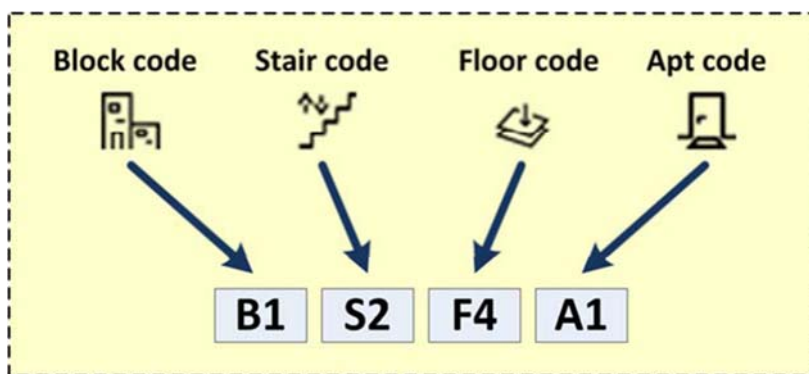 Block code Stair code Floor code Apt code
B1 S2 F4 A1